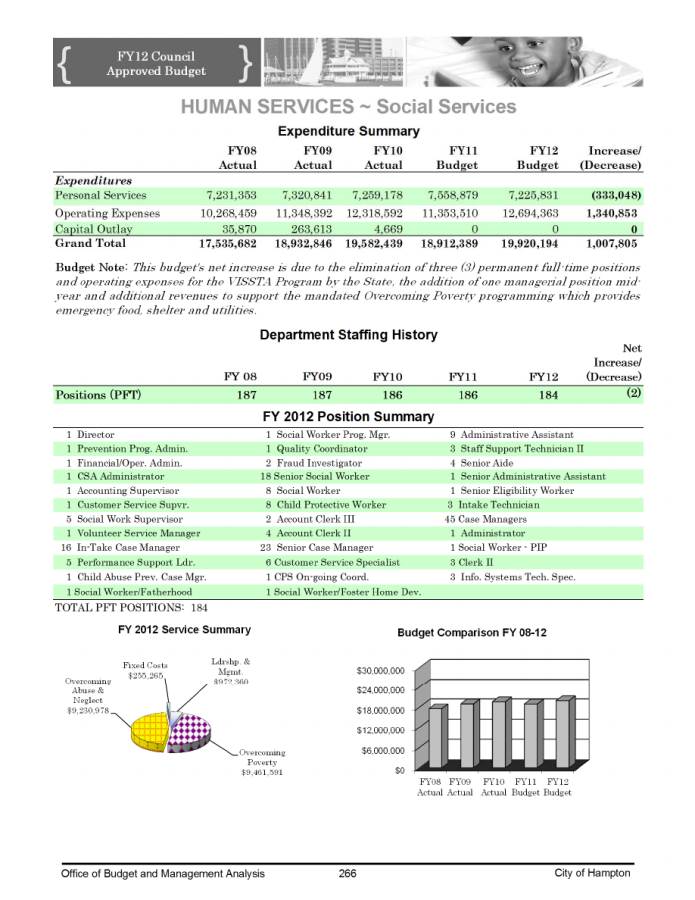 FY12 Council
Approved Budget
HUMAN SERVICES ~ Social Services
Expenditure Summary
FY08 FY09 FY10 FY11 FY12 Increase/
Actual Actual Actual Budget Budget (Decrease)
Expenditures
Personal Services 7,231,353 7,320,841 7,259,178 7,558,879 7,225,831 (333,048)
Operating Expenses 10,268,459 11,348,392 12,318,592 11,353,510 12,694,363 1,340,853
Capital Outlay 35,870 263,613 4,669 0 0 0
Grand Total 17,535,682 18,932,846 19,582,439 18,912,389 19,920,194 1,007,805
Budget Note: This budget's net increase is due to the elimination of three (3) permanent full-time positions
and operating expenses for the VISSTA Program by the State, the addition of one managerial position mid-
year and additional revenues to support the mandated Overcoming Poverty programming which provides
emergency food, shelter and utilities.
Department Staffing History
Net
Increase/
FY 08 FY09 FY10 FY11 FY12 (Decrease)
Positions (PFT) 187 187 186 186 184 (2)
FY 2012 Position Summary
1 Director 1 Social Worker Prog. Mgr. 9 Administrative Assistant
1 Prevention Prog. Admin. 1 Quality Coordinator 3 Staff Support Technician II
1 Financial/Oper. Admin. 2 Fraud Investigator 4 Senior Aide
1 CSA Administrator 18 Senior Social Worker 1 Senior Administrative Assistant
1 Accounting Supervisor 8 Social Worker 1 Senior Eligibility Worker
1 Customer Service Supvr. 8 Child Protective Worker 3 Intake Technician
5 Social Work Supervisor 2 Account Clerk III 45 Case Managers
1 Volunteer Service Manager 4 Account Clerk II 1 Administrator
16 In-Take Case Manager 23 Senior Case Manager 1 Social Worker - PIP
5 Performance Support Ldr. 6 Customer Service Specialist 3 Clerk II
1 Child Abuse Prev. Case Mgr. 1 CPS On-going Coord. 3 Info. Systems Tech. Spec.
1 Social Worker/Fatherhood 1 Social Worker/Foster Home Dev.
TOTAL PFT POSITIONS: 184
FY 2012 Service Summary
Fixed Costs
$255,265
Ldrshp. &
Mgmt.
$972,360
Overcoming
Abuse &
Neglect
$9,230,978
Overcoming
Poverty
$9,461,591
Budget Comparison FY 08-12
$30,000,000
$24,000,000
$18,000,000
$12,000,000
$6,000,000
$0
FY08 FY09 FY10 FY11 FY12
Actual Actual Actual Budget Budget
Office of Budget and Management Analysis 266 City of Hampton